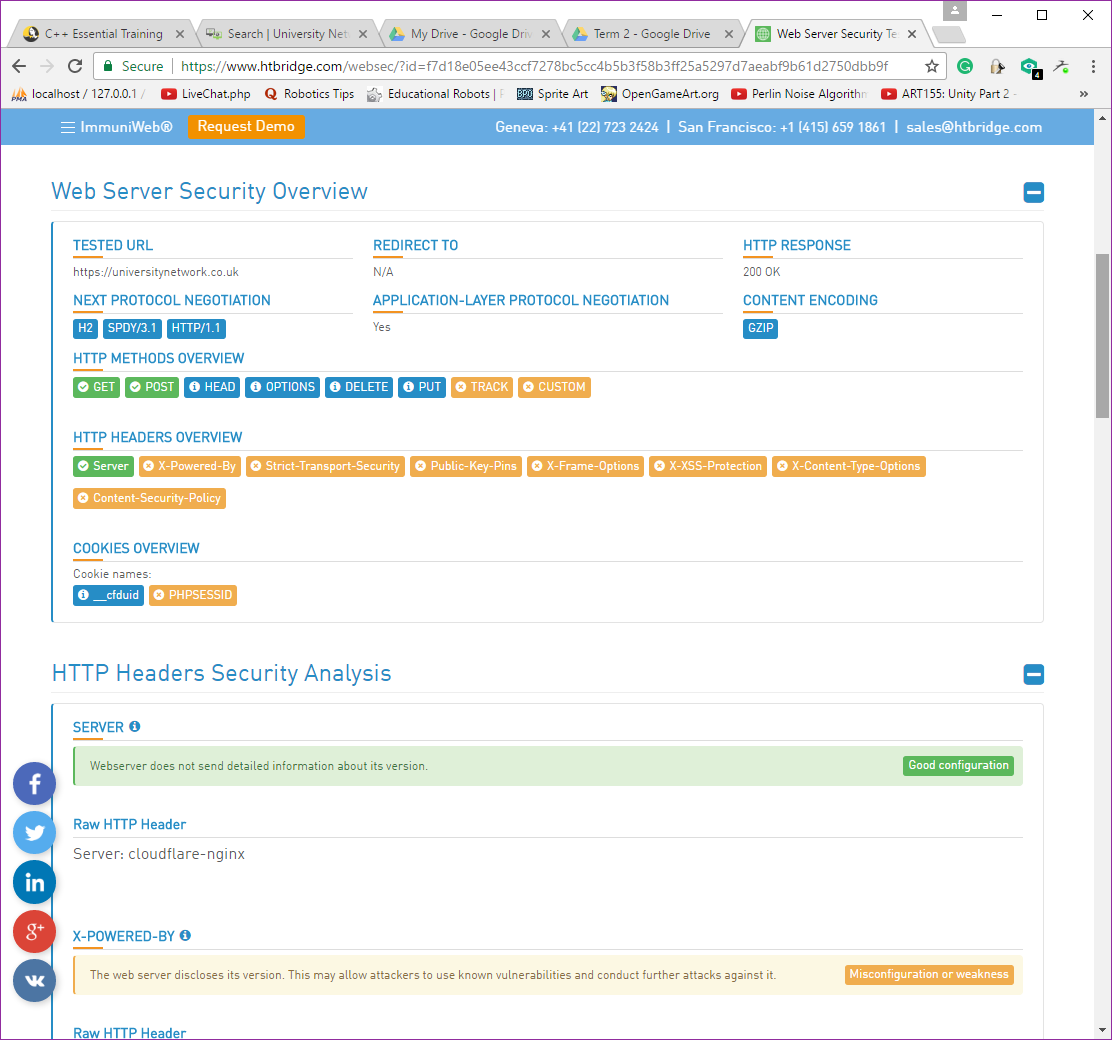 C++ Essential Training
Search | University Net
My Drive - Google Driv
Term 2 - Google Drive
Web Server Security Te
Secure
https://www.htbridge.com/websec/?id=f7d18e05ee43ccf7278bc5cc4b5b3f58b3ff25a5297d7aeabf9b61d2750dbb9f
4
PMA localhost / 127.0.0.1 /
LiveChat.php
Robotics Tips
Educational Robots |
BPO Sprite Art
OpenGameArt.org
Perlin Noise Algorithm
ART155: Unity Part 2 -
»
ImmuniWeb® Request Demo Geneva: +41 (22) 723 2424 | San Francisco: +1 (415) 659 1861 | sales@htbridge.com
Web Server Security Overview
TESTED URL REDIRECT TO HTTP RESPONSE
https://universitynetwork.co.uk N/A 200 OK
NEXT PROTOCOL NEGOTIATION APPLICATION-LAYER PROTOCOL NEGOTIATION CONTENT ENCODING
H2 SPDY/3.1 HTTP/1.1 Yes GZIP
HTTP METHODS OVERVIEW
GET POST HEAD OPTIONS DELETE PUT TRACK CUSTOM
HTTP HEADERS OVERVIEW
Server X-Powered-By Strict-Transport-Security Public-Key-Pins X-Frame-Options X-XSS-Protection X-Content-Type-Options
Content-Security-Policy
COOKIES OVERVIEW
Cookie names:
__cfduid PHPSESSID
HTTP Headers Security Analysis
SERVER
Webserver does not send detailed information about its version. Good configuration
Raw HTTP Header
Server: cloudflare-nginx
X-POWERED-BY
The web server discloses its version. This may allow attackers to use known vulnerabilities and conduct further attacks against it. Misconfiguration or weakness
Raw HTTP Header
f
in
g+